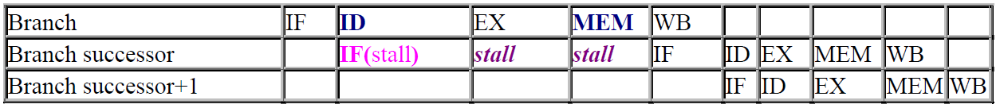 Branch IF ID EX MEM WB
Branch successor IF(stall) stall stall IF ID EX MEM WB
Branch successor+1 IF ID EX MEM WB